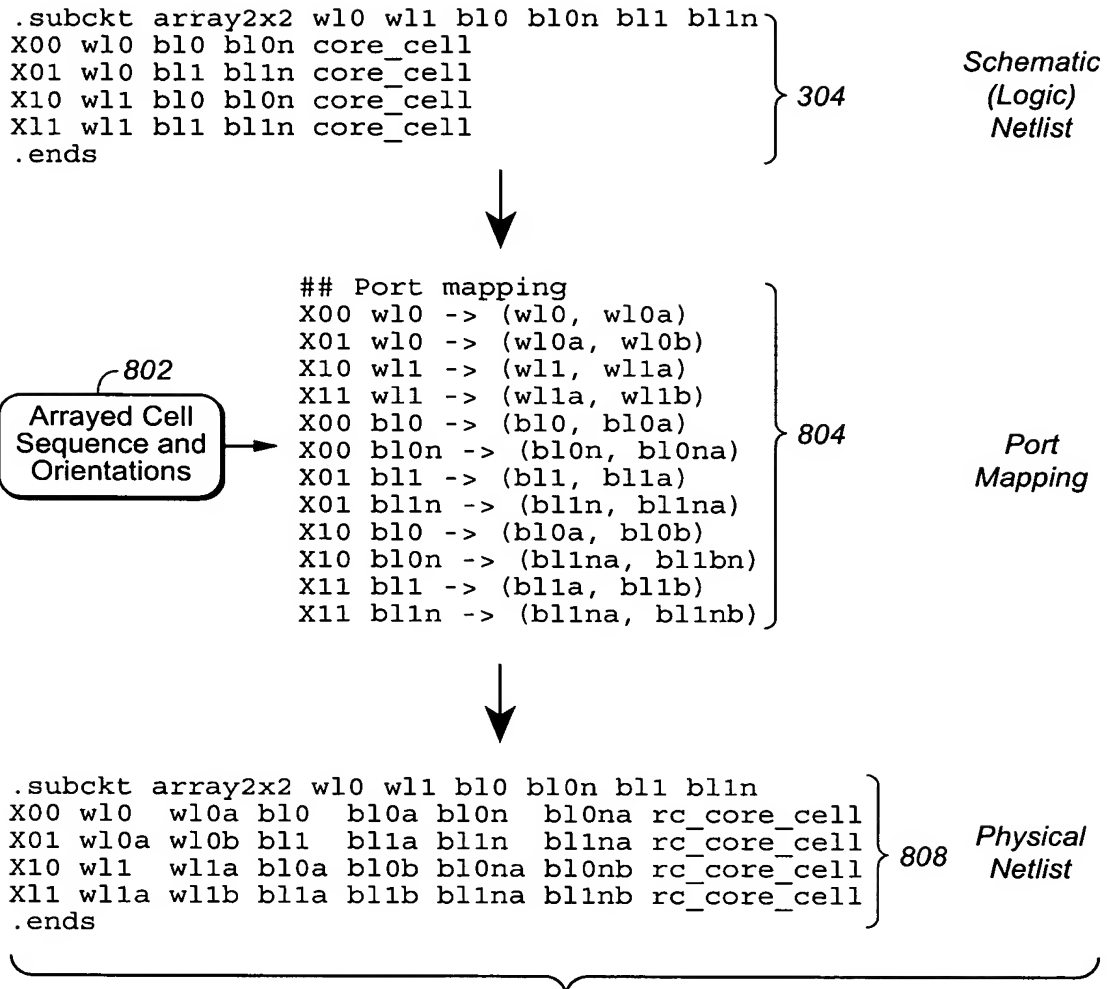 .subckt array2x2 wl0 wl1 bl0 bl0n bl1 bl1n
X00 wl0 bl0 bl0n core_cell
X01 wl0 bl1 bl1n core_cell
X10 wl1 bl0 bl0n core_cell
X11 wl1 bl1 bl1n core_cell
.ends
304
Schematic
(Logic)
Netlist
## Port mapping
X00 wl0 -> (wl0, wl0a)
X01 wl0 -> (wl0a, wl0b)
X10 wl1 -> (wl1, wl1a)
X11 wl1 -> (wl1a, wl1b)
X00 bl0 -> (bl0, bl0a)
X00 bl0n -> (bl0n, bl0na)
X01 bl1 -> (bl1, bl1a)
X01 bl1n -> (bl1n, bl1na)
X10 bl0 -> (bl0a, bl0b)
X10 bl0n -> (bl1na, bl1bn)
X11 bl1 -> (bl1a, bl1b)
X11 bl1n -> (bl1na, bl1nb)
802
Arrayed Cell
Sequence and
Orientations
804
Port
Mapping
.subckt array2x2 wl0 wl1 bl0 bl0n bl1 bl1n
X00 wl0 wl0a bl0 bl0a bl0n bl0na rc_core_cell
X01 wl0a wl0b bl1 bl1a bl1n bl1na rc_core_cell
X10 wl1 wl1a bl0a bl0b bl0na bl0nb rc_core_cell
X11 wl1a wl1b bl1a bl1b bl1na bl1nb rc_core_cell
.ends
808
Physical
Netlist